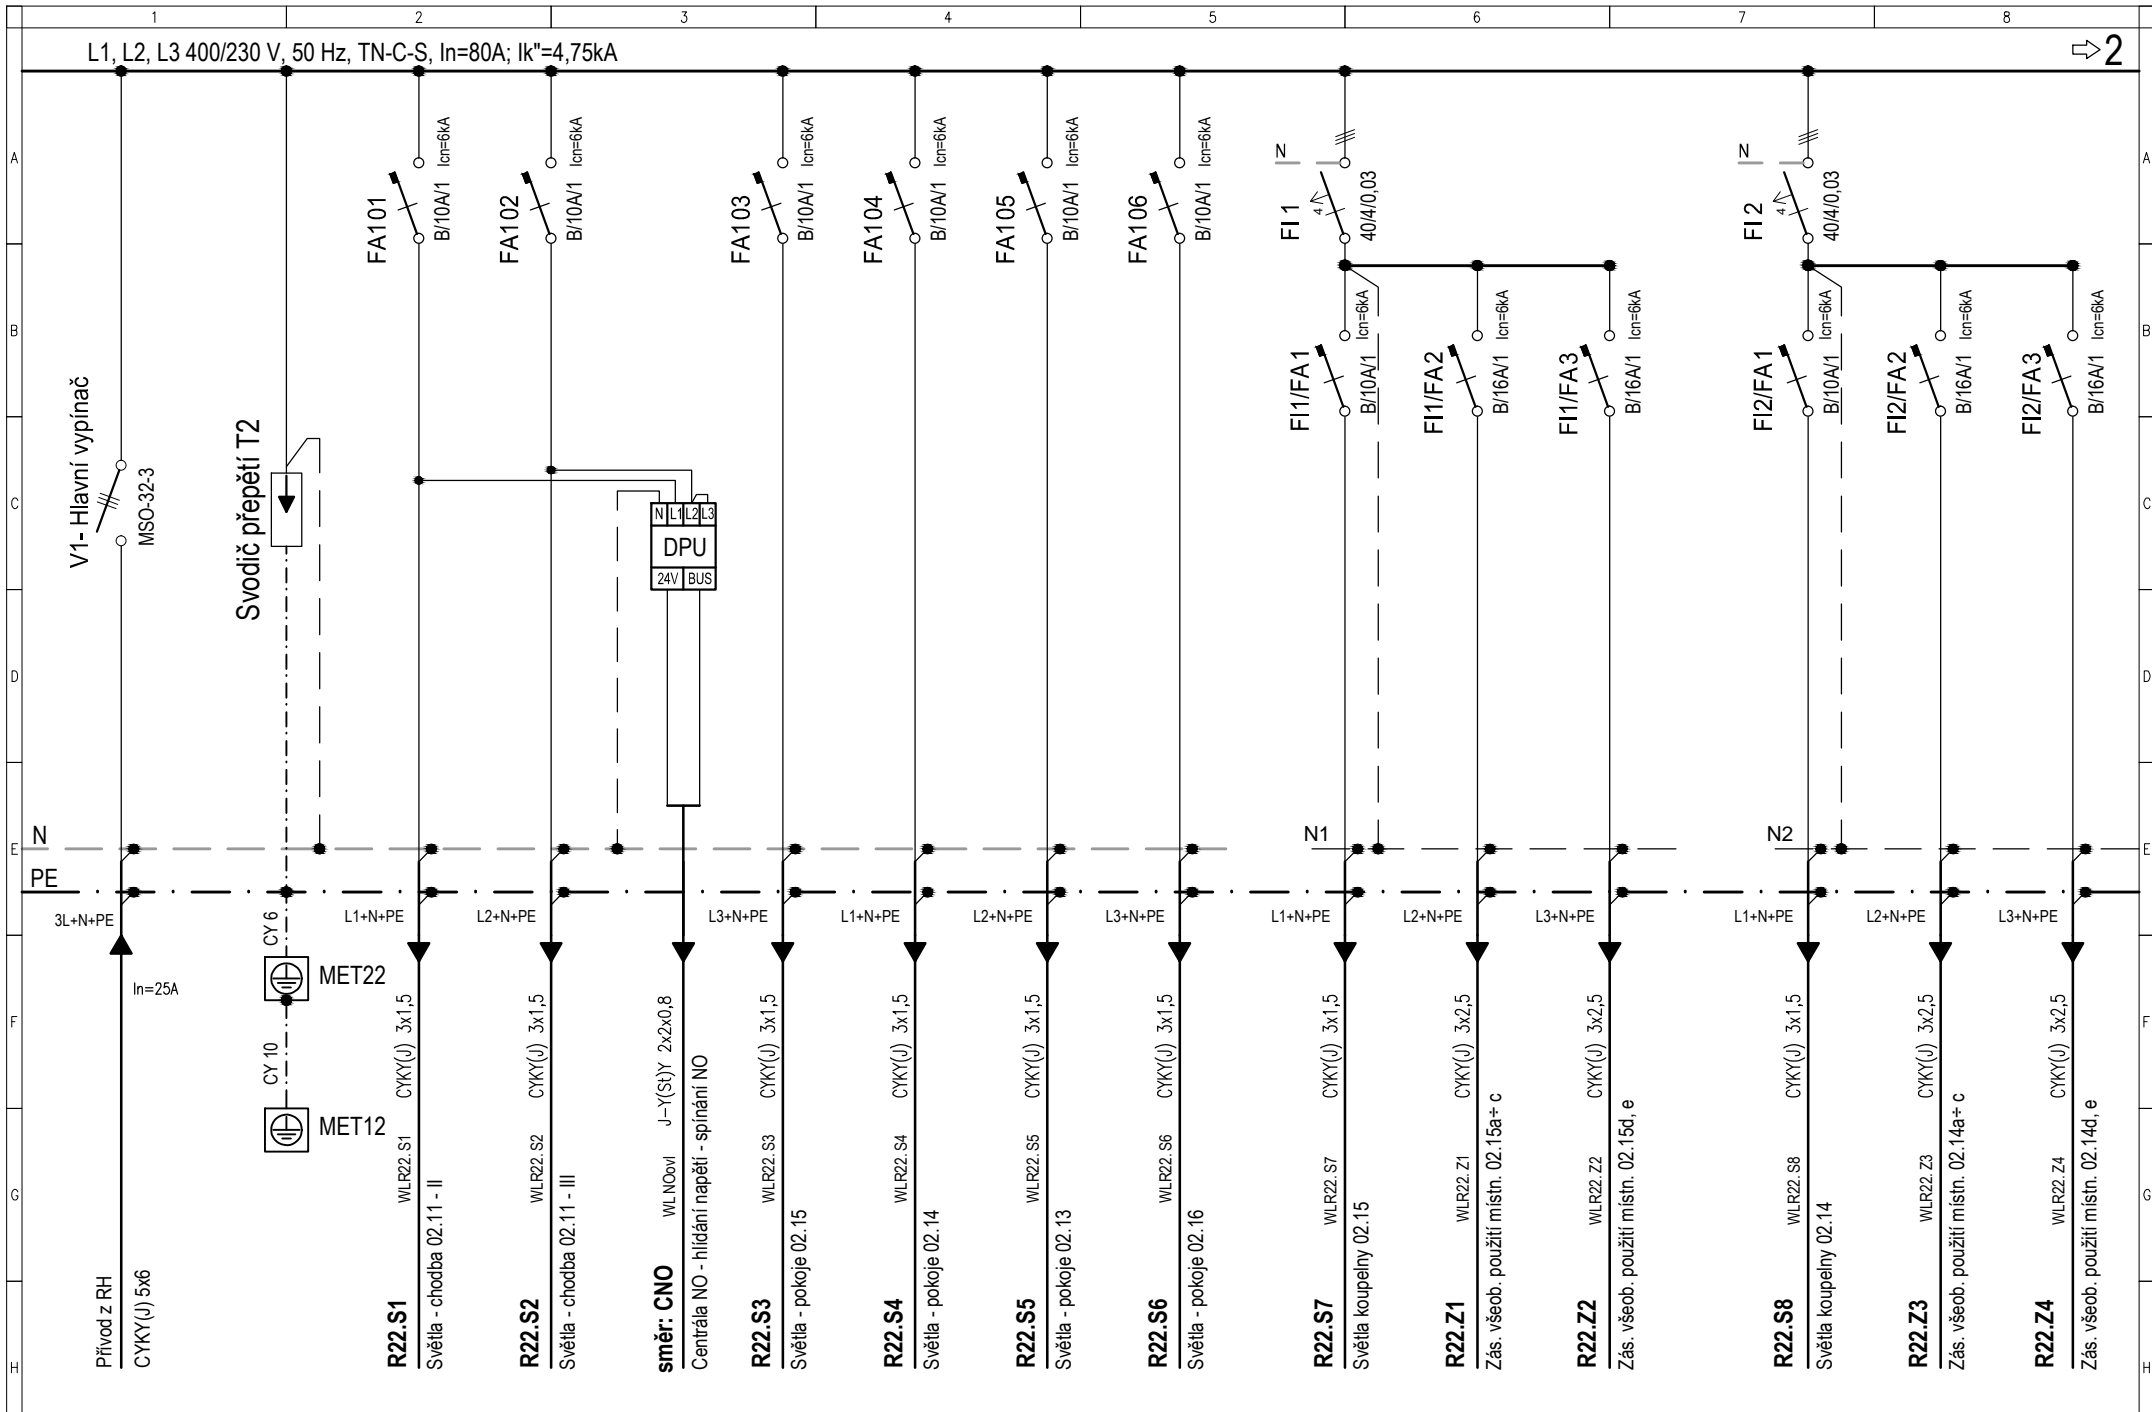 1 2 3 4 5 6 7 8
L1, L2, L3 400/230 V, 50 Hz, TN-C-S, In=80A; Ik"=4,75kA
2
A
B
C
D
E
F
G
H
A
B
C
D
E
F
G
H
V1- Hlavní vypínač
MSO-32-3
Svodič přepětí T2
FA101
B/10A/1 Icn=6kA
FA102
B/10A/1 Icn=6kA
FA103
B/10A/1 Icn=6kA
FA104
B/10A/1 Icn=6kA
FA105
B/10A/1 Icn=6kA
FA106
B/10A/1 Icn=6kA
N
FI 1
4
40/4/0,03
N
FI 2
4
40/4/0,03
FI1/FA1
B/10A/1 Icn=6kA
FI1/FA2
B/16A/1 Icn=6kA
FI1/FA3
B/16A/1 Icn=6kA
FI2/FA1
B/10A/1 Icn=6kA
FI2/FA2
B/16A/1 Icn=6kA
FI2/FA3
B/16A/1 Icn=6kA
N L1 L2 L3
DPU
24V BUS
N
N1
N2
PE
3L+N+PE
L1+N+PE
L2+N+PE
L3+N+PE
L1+N+PE
L2+N+PE
L3+N+PE
L1+N+PE
L2+N+PE
L3+N+PE
L1+N+PE
L2+N+PE
L3+N+PE
In=25A
Přívod z RH
CYKY(J) 5x6
CY 6
MET22
CY 10
MET12
R22.S1
WLR22.S1 CYKY(J) 3x1,5
Světla - chodba 02.11 - II
R22.S2
WLR22.S2 CYKY(J) 3x1,5
Světla - chodba 02.11 - III
směr: CNO
WLNOovl J-Y(St)Y 2x2x0,8
Centrála NO - hlídání napětí - spínání NO
R22.S3
WLR22.S3 CYKY(J) 3x1,5
Světla - pokoje 02.15
R22.S4
WLR22.S4 CYKY(J) 3x1,5
Světla - pokoje 02.14
R22.S5
WLR22.S5 CYKY(J) 3x1,5
Světla - pokoje 02.13
R22.S6
WLR22.S6 CYKY(J) 3x1,5
Světla - pokoje 02.16
R22.S7
WLR22.S7 CYKY(J) 3x1,5
Světla koupelny 02.15
R22.Z1
WLR22.Z1 CYKY(J) 3x2,5
Zás. všeob. použití místn. 02.15a÷ c
R22.Z2
WLR22.Z2 CYKY(J) 3x2,5
Zás. všeob. použití místn. 02.15d, e
R22.S8
WLR22.S8 CYKY(J) 3x1,5
Světla koupelny 02.14
R22.Z3
WLR22.Z3 CYKY(J) 3x2,5
Zás. všeob. použití místn. 02.14a÷ c
R22.Z4
WLR22.Z4 CYKY(J) 3x2,5
Zás. všeob. použití místn. 02.14d, e